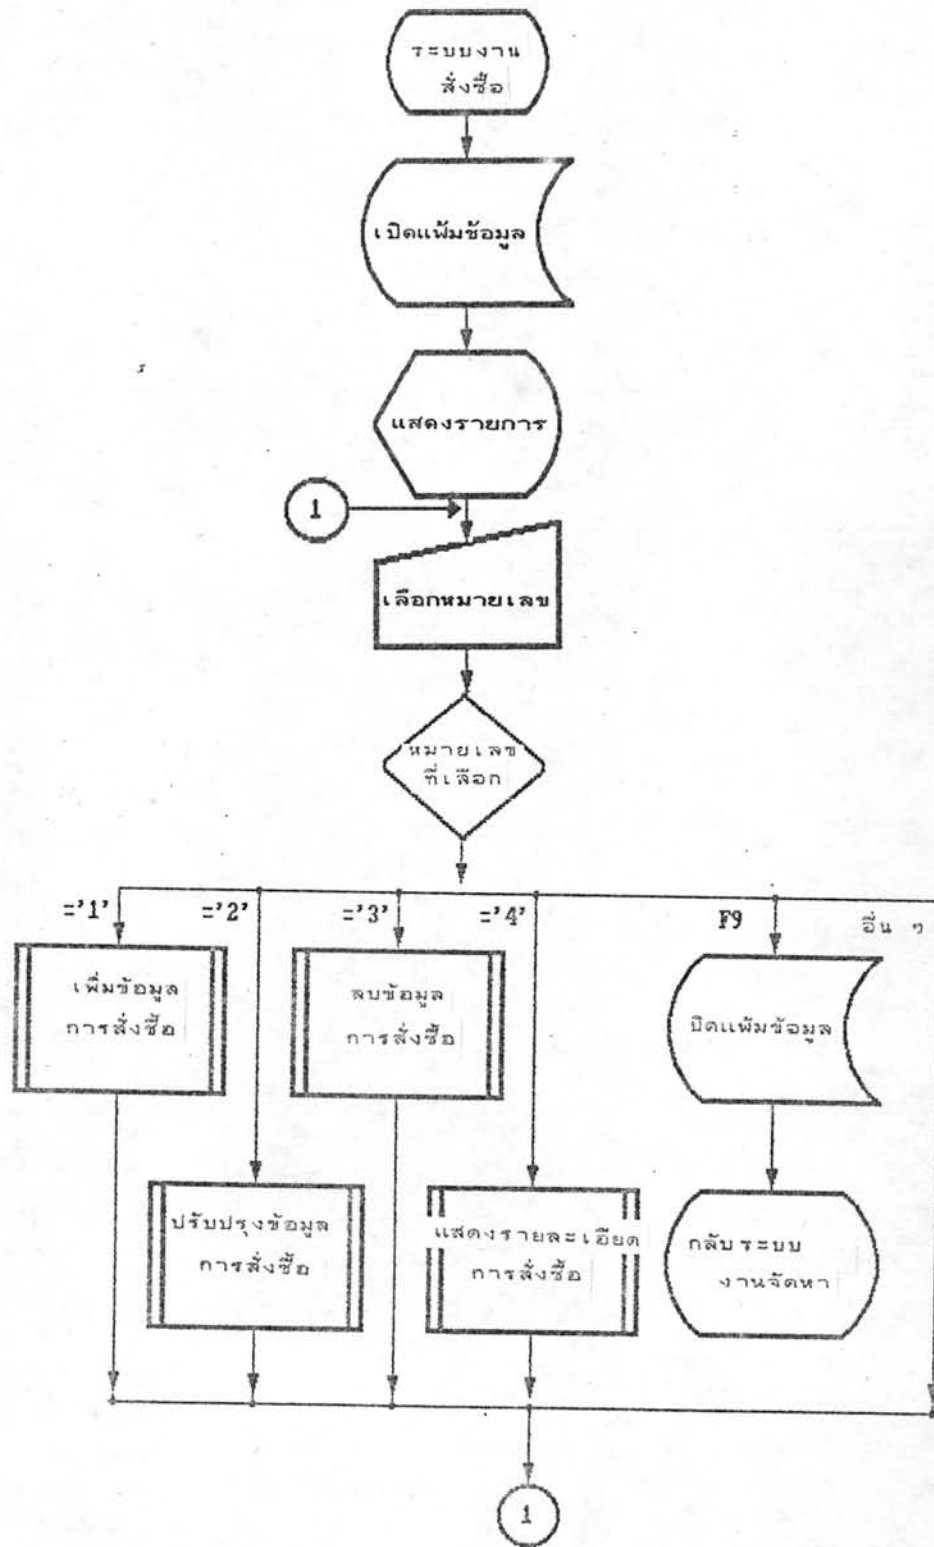 ระบบงาน
สั่งซื้อ
เปิดแฟ้มข้อมูล
แสดงรายการ
1
เลือกหมายเลข
หมายเลข
ที่เลือก
='1'
='2'
='3'
='4'
F9
อื่น ๆ
เพิ่มข้อมูล
การสั่งซื้อ
ลบข้อมูล
การสั่งซื้อ
ปิดแฟ้มข้อมูล
ปรับปรุงข้อมูล
การสั่งซื้อ
แสดงรายละเอียด
การสั่งซื้อ
กลับระบบ
งานจัดหา
1